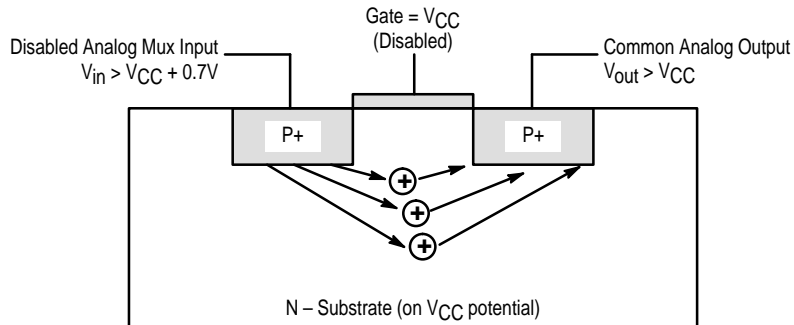 Gate = VCC
(Disabled)
Disabled Analog Mux Input
Vin > VCC + 0.7V
Common Analog Output
Vout > VCC
P+
P+
+
+
+
N – Substrate (on VCC potential)